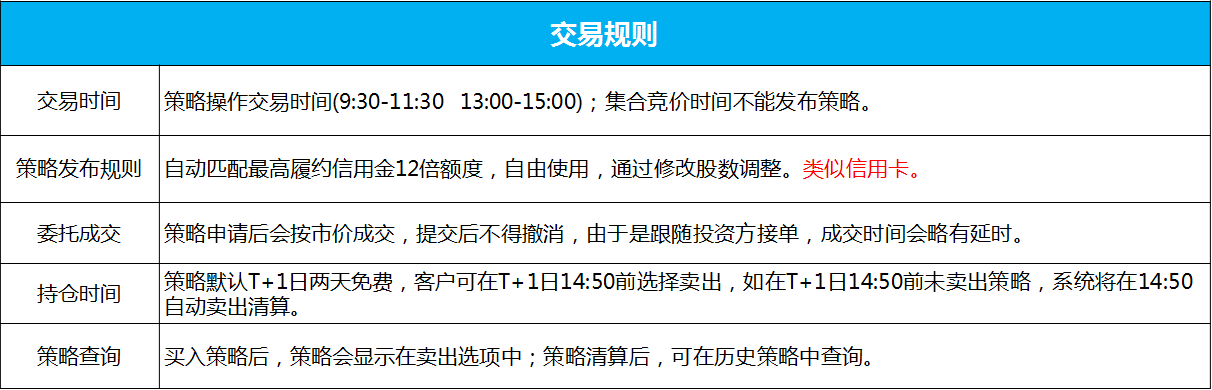 交易规则
交易时间
策略操作交易时间(9:30-11:30 13:00-15:00)；集合竞价时间不能发布策略。
策略发布规则
自动匹配最高履约信用金12倍额度，自由使用，通过修改股数调整。类似信用卡。
委托成交
策略申请后会按市价成交，提交后不得撤消，由于是跟随投资方接单，成交时间会略有延时。
持仓时间
策略默认T+1日两天免费，客户可在T+1日14:50前选择卖出，如在T+1日14:50前未卖出策略，系统将在14:50
自动卖出清算。
策略查询
买入策略后，策略会显示在卖出选项中；策略清算后，可在历史策略中查询。